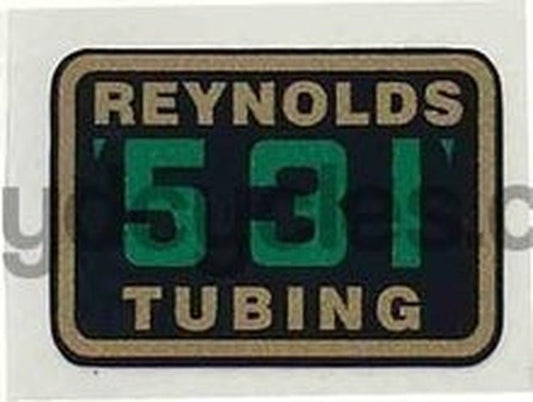 REYNOLDS
'531'
TUBING